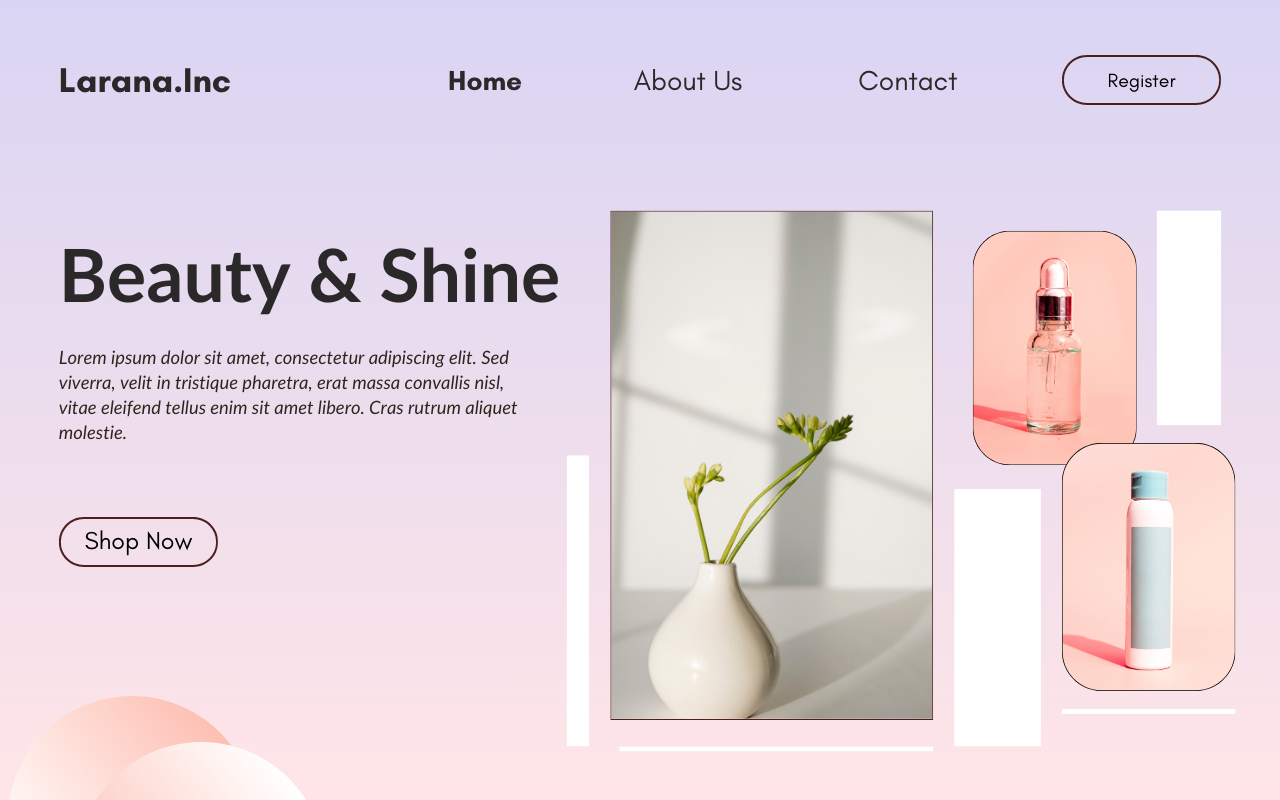 Larana.Inc
Home
About Us
Contact
Register
Beauty & Shine
Lorem ipsum dolor sit amet, consectetur adipiscing elit. Sed
viverra, velit in tristique pharetra, erat massa convallis nisl,
vitae eleifend tellus enim sit amet libero. Cras rutrum aliquet
molestie.
Shop Now